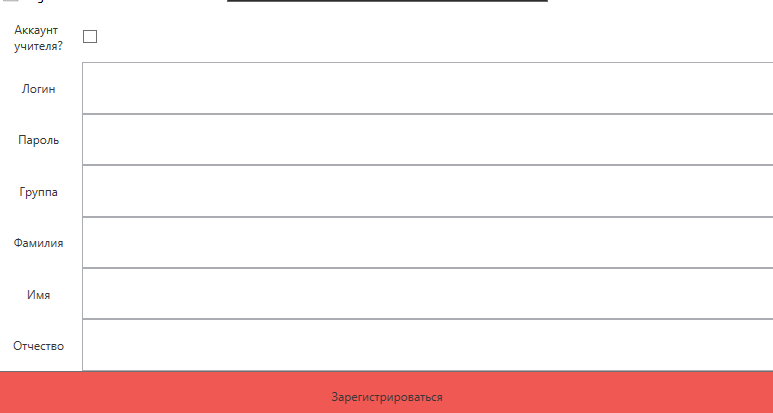 Аккаунт
учителя?
Логин
Пароль
Группа
Фамилия
Имя
Отчество
Зарегистрироваться